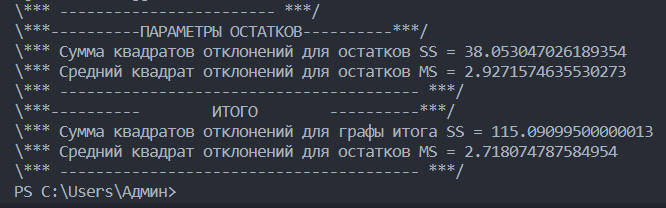 \*** ------------------------ ***/
\***----------ПАРАМЕТРЫ ОСТАТКОВ----------***/
\*** Сумма квадратов отклонений для остатков SS = 38.053047026189354
\*** Средний квадрат отклонений для остатков MS = 2.9271574635530273
\*** ---------------------------------------- ***/
\***---------- ИТОГО ----------***/
\*** Сумма квадратов отклонений для графы итога SS = 115.09099500000013
\*** Средний квадрат отклонений для остатков MS = 2.718074787584954
\*** ---------------------------------------- ***/
PS C:\Users\Админ>